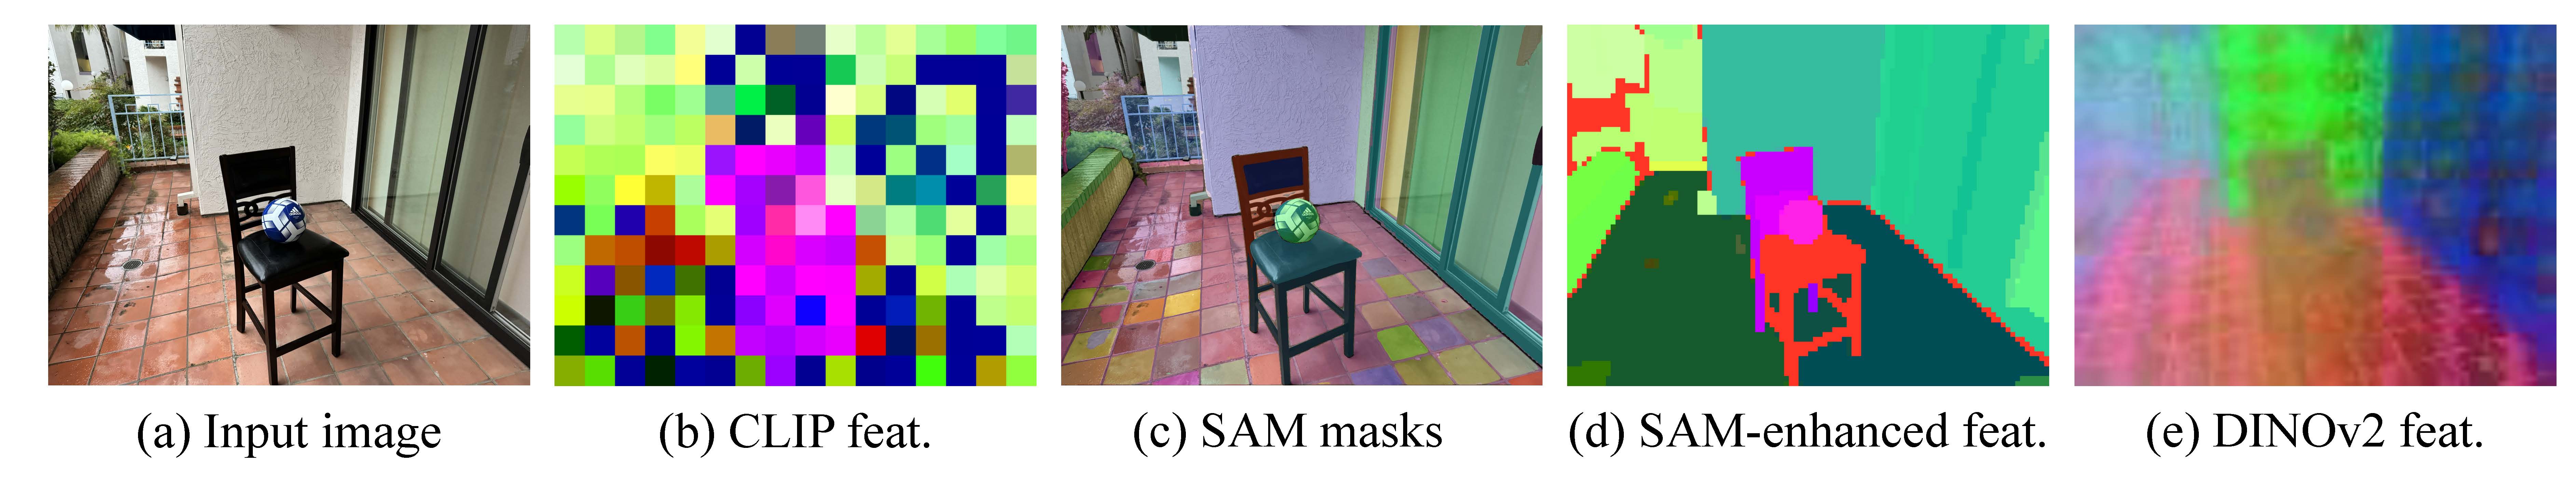 (a) Input image
(b) CLIP feat.
(c) SAM masks
(d) SAM-enhanced feat.
(e) DINOv2 feat.